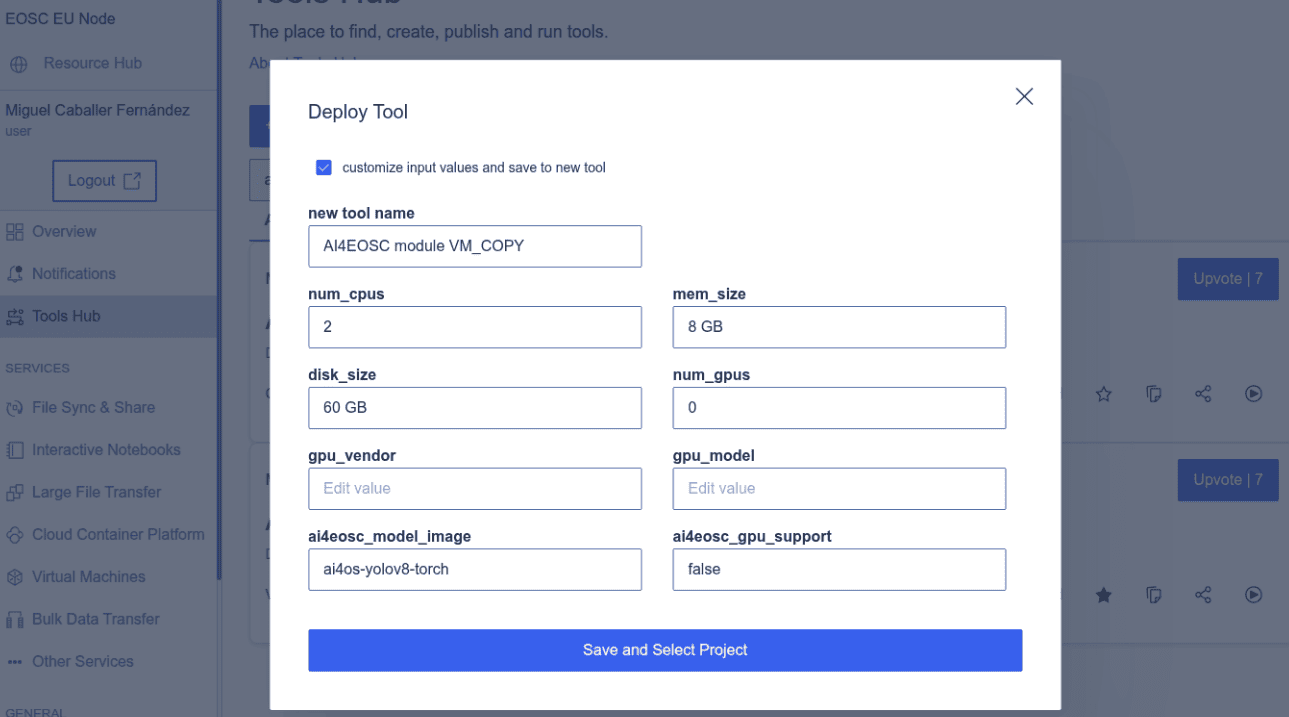 EOSC EU Node
Resource Hub
Miguel Caballer Fernández
user
Logout
Overview
Notifications
Tools Hub
SERVICES
File Sync & Share
Interactive Notebooks
Large File Transfer
Cloud Container Platform
Virtual Machines
Bulk Data Transfer
Other Services
GENERAL
Tools Hub
The place to find, create, publish and run tools.
Upvote | 7
Upvote | 7
Deploy Tool
customize input values and save to new tool
new tool name
AI4EOSC module VM_COPY
num_cpus
mem_size
2
8 GB
disk_size
num_gpus
60 GB
0
gpu_vendor
gpu_model
Edit value
Edit value
ai4eosc_model_image
ai4eosc_gpu_support
ai4os-yolov8-torch
false
Save and Select Project